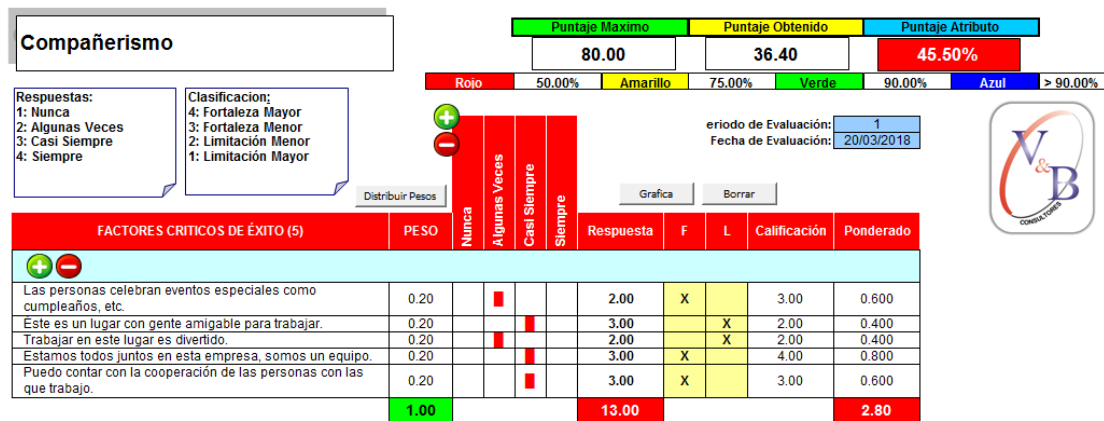 Compañerismo
Puntaje Maximo Puntaje Obtenido Puntaje Atributo
80.00 36.40 45.50%
Rojo 50.00% Amarillo 75.00% Verde 90.00% Azul > 90.00%
Respuestas:
1: Nunca
2: Algunas Veces
3: Casi Siempre
4: Siempre
Clasificacion;
4: Fortaleza Mayor
3: Fortaleza Menor
2: Limitación Menor
1: Limitación Mayor
eriodo de Evaluación: 1
Fecha de Evaluación: 20/03/2018
V&B
CONSULTORES
Distribuir Pesos
Grafica
Borrar
FACTORES CRITICOS DE ÉXITO (5) PESO Nunca Algunas Veces Casi Siempre Siempre Respuesta F L Calificación Ponderado
Las personas celebran eventos especiales como
cumpleaños, etc. 0.20 2.00 X 3.00 0.600
Este es un lugar con gente amigable para trabajar. 0.20 3.00 X 2.00 0.400
Trabajar en este lugar es divertido. 0.20 2.00 X 2.00 0.400
Estamos todos juntos en esta empresa, somos un equipo. 0.20 3.00 X 4.00 0.800
Puedo contar con la cooperación de las personas con las
que trabajo. 0.20 3.00 X 3.00 0.600
1.00 13.00 2.80